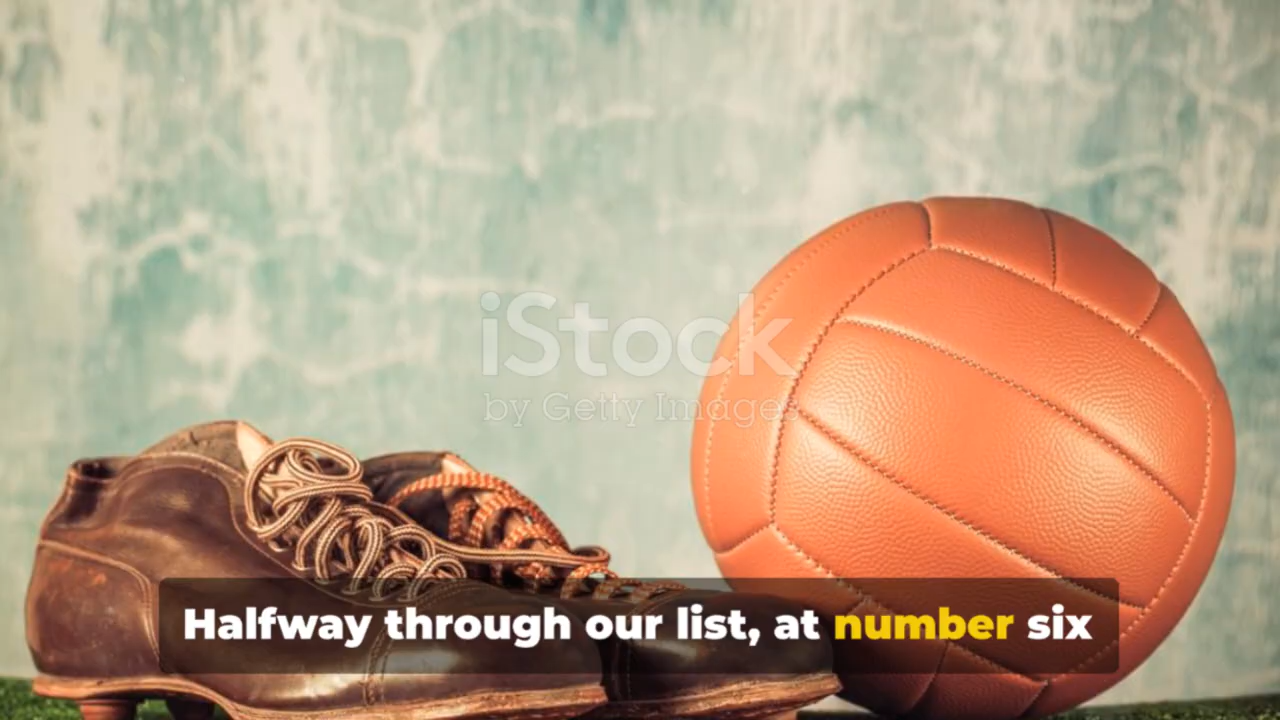 iStock
by Getty Images
Halfway through our list, at number six